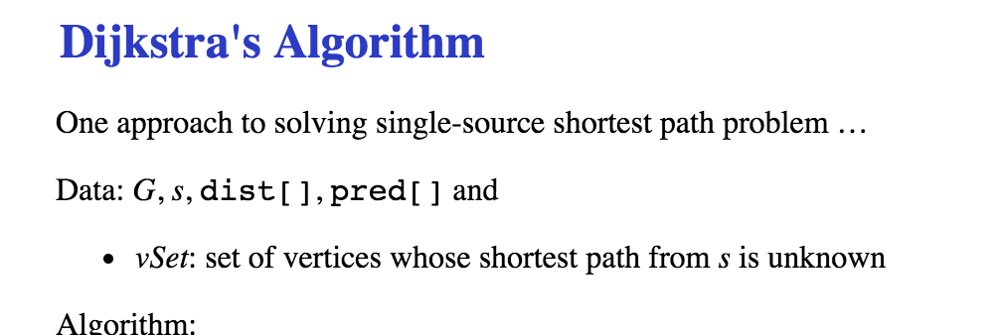 Dijkstra's Algorithm
One approach to solving single-source shortest path problem …
Data: G, s, dist[], pred[] and
• vSet: set of vertices whose shortest path from s is unknown
Algorithm: